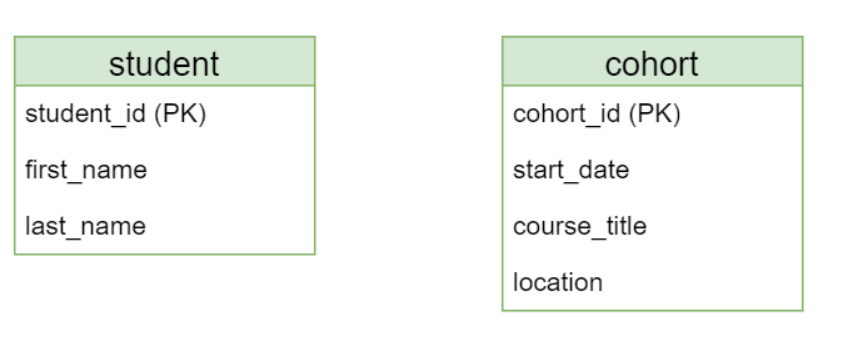 student
student_id (PK)
first_name
last_name
cohort
cohort_id (PK)
start_date
course_title
location